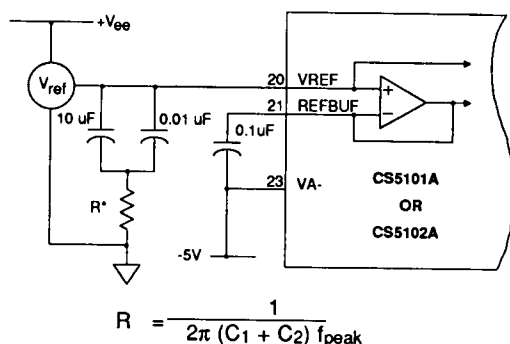 +Vee
Vref
20 VREF
21 REFBUF
10 uF
0.01 uF
0.1uF
+
−
23 VA-
CS5101A
OR
CS5102A
R*
-5V
R = 1 / 2π (C1 + C2) fpeak